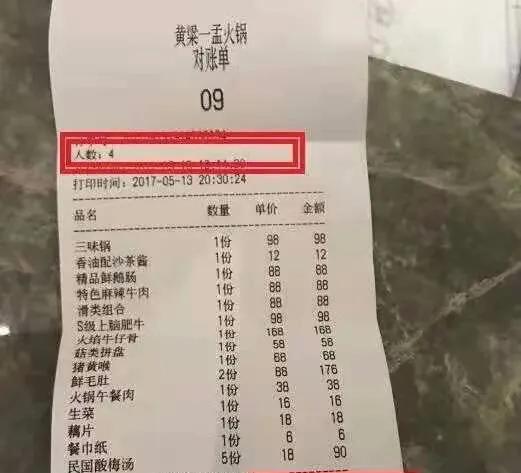 黄粱一孟火锅
对账单
09
人数：4
打印时间：2017-05-13 20:30:24
品名 数量 单价 金额
三味锅 1份 98 98
香油配沙茶酱 1份 12 12
精品鲜鹅肠 1份 88 88
特色麻辣牛肉 1份 88 88
滑类组合 1份 88 88
S级上脑肥牛 1份 88 88
火焰牛仔骨 1份 168 168
菇类拼盘 1份 58 58
猪黄喉 1份 68 68
鲜毛肚 2份 88 176
火锅午餐肉 1份 38 38
生菜 1份 16 16
藕片 1份 18 18
餐巾纸 1份 6 6
民国酸梅汤 5份 18 90